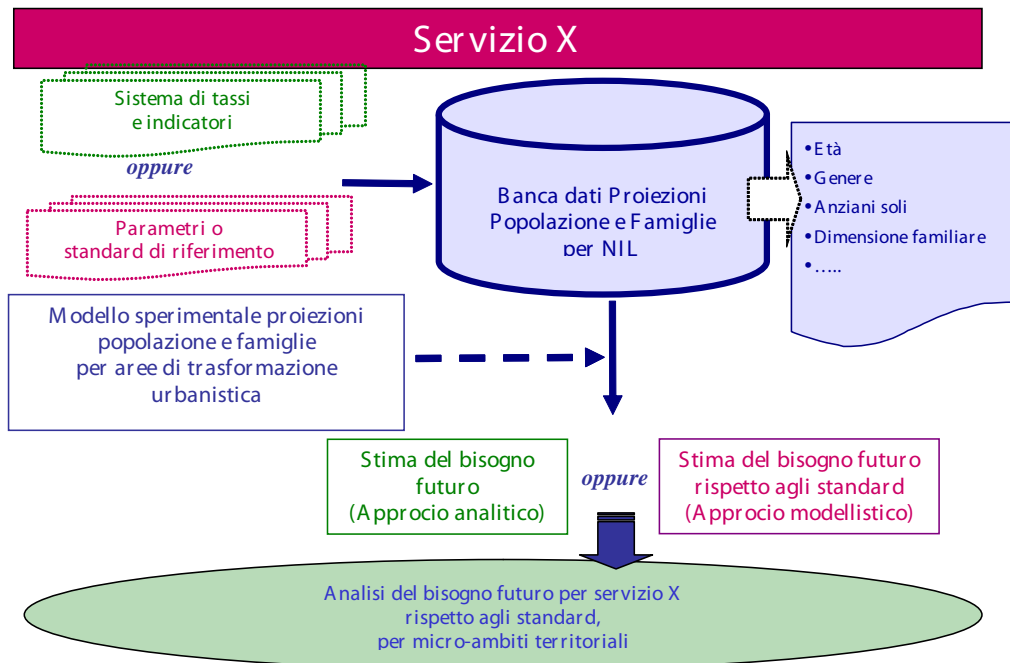 Servizio X
Sistema di tassi
e indicatori
oppure
Parametri o
standard di riferimento
Banca dati Proiezioni
Popolazione e Famiglie
per NIL
•Età
•Genere
•Anziani soli
•Dimensione familiare
•.....
Modello sperimentale proiezioni
popolazione e famiglie
per aree di trasformazione
urbanistica
Stima del bisogno
futuro
(Approcio analitico)
oppure
Stima del bisogno futuro
rispetto agli standard
(Approcio modellistico)
Analisi del bisogno futuro per servizio X
rispetto agli standard,
per micro-ambiti territoriali